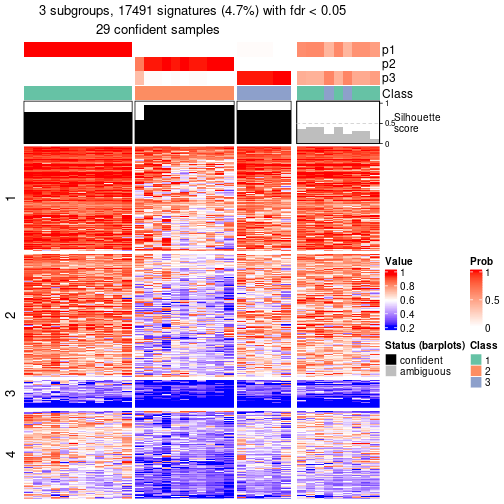 3 subgroups, 17491 signatures (4.7%) with fdr < 0.05
29 confident samples
p1
p2
p3
Class
1
0.5
0
Silhouette
score
1
2
3
4
Value
1
0.8
0.6
0.4
0.2
Prob
1
0.5
0
Status (barplots)
confident
ambiguous
Class
1
2
3